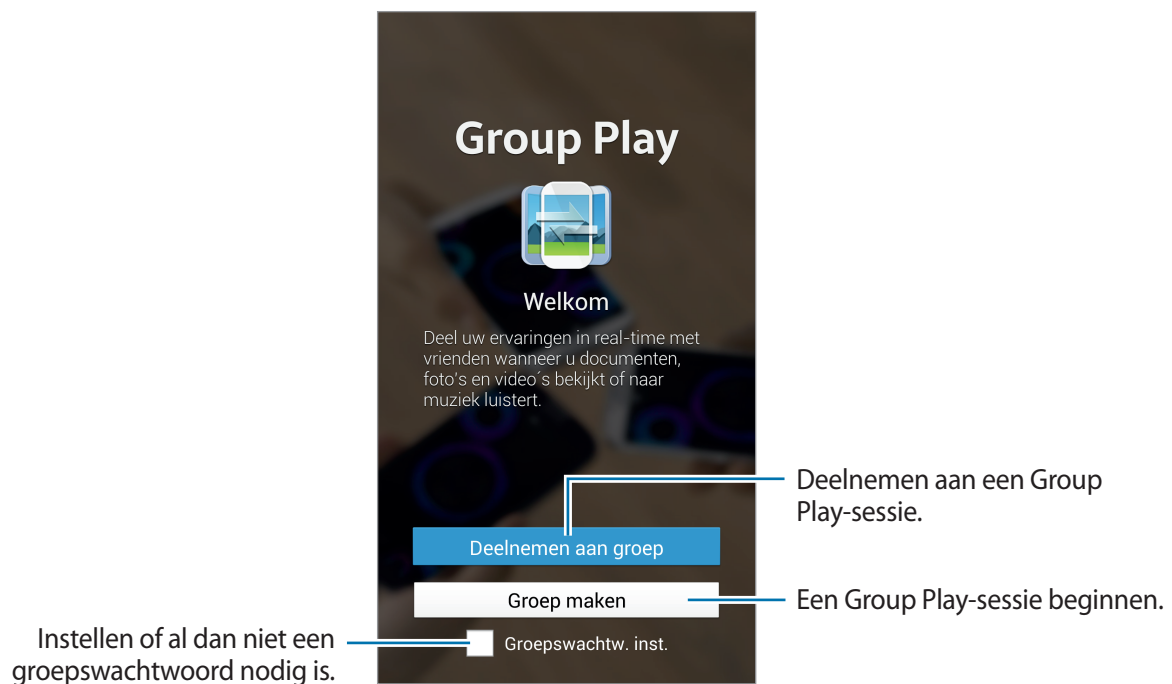 Group Play
Welkom
Deel uw ervaringen in real-time met
vrienden wanneer u documenten,
foto's en video´s bekijkt of naar
muziek luistert.
Deelnemen aan een Group
Play-sessie.
Deelnemen aan groep
Groep maken
Een Group Play-sessie beginnen.
Instellen of al dan niet een
groepswachtwoord nodig is.
Groepswachtw. inst.